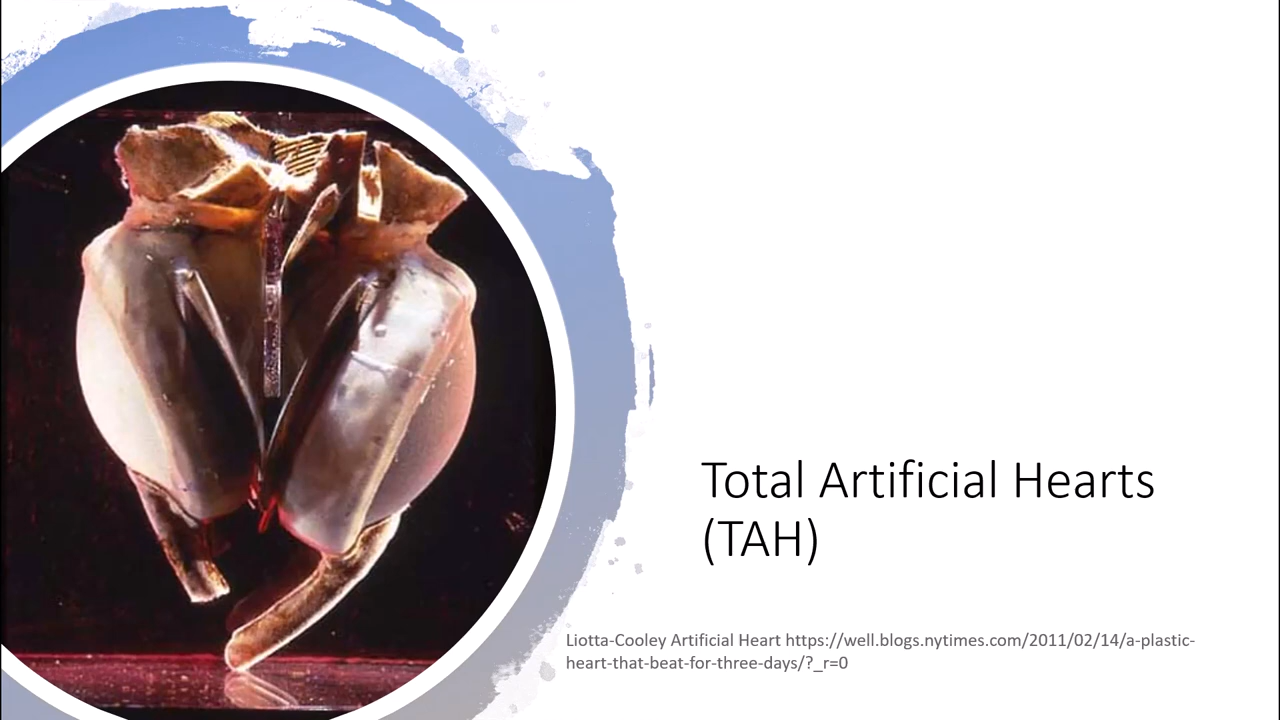 Total Artificial Hearts
(TAH)
Liotta-Cooley Artificial Heart https://well.blogs.nytimes.com/2011/02/14/a-plastic-
heart-that-beat-for-three-days/?_r=0